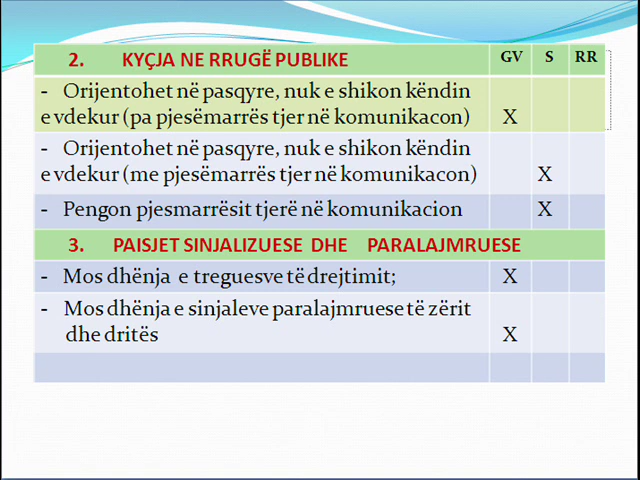 2. KYÇJA NE RRUGË PUBLIKE GV S RR
- Orijentohet në pasqyre, nuk e shikon këndin
e vdekur (pa pjesëmarrës tjer në komunikacon) X
- Orijentohet në pasqyre, nuk e shikon këndin
e vdekur (me pjesëmarrës tjer në komunikacon) X
- Pengon pjesmarrësit tjerë në komunikacion X
3. PAISJET SINJALIZUESE DHE PARALAJMRUESE
- Mos dhënja e treguesve të drejtimit; X
- Mos dhënja e sinjaleve paralajmruese të zërit
dhe dritës X